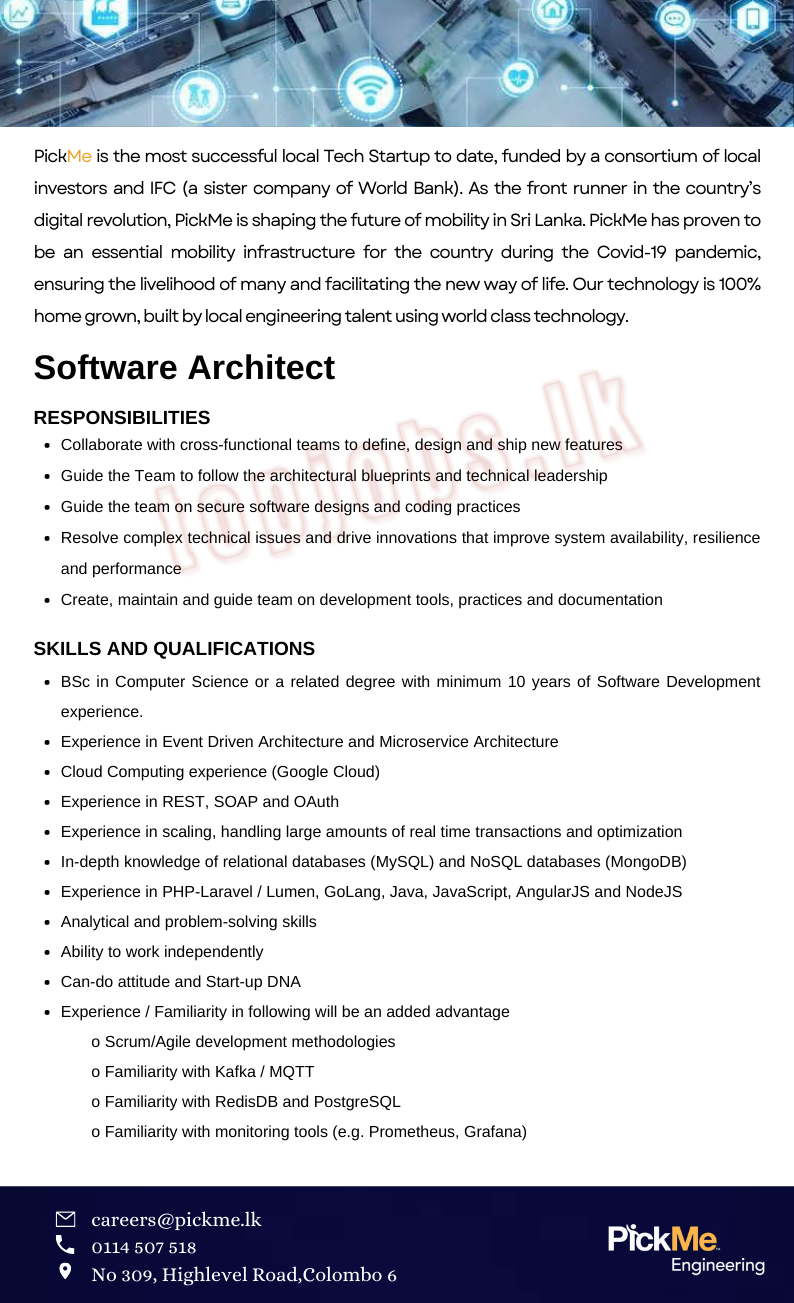 PickMe is the most successful local Tech Startup to date, funded by a consortium of local
investors and IFC (a sister company of World Bank). As the front runner in the country's
digital revolution, PickMe is shaping the future of mobility in Sri Lanka. PickMe has proven to
be an essential mobility infrastructure for the country during the Covid-19 pandemic,
ensuring the livelihood of many and facilitating the new way of life. Our technology is 100%
home grown, built by local engineering talent using world class technology.
Software Architect
RESPONSIBILITIES
• Collaborate with cross-functional teams to define, design and ship new features
• Guide the Team to follow the architectural blueprints and technical leadership
• Guide the team on secure software designs and coding practices
• Resolve complex technical issues and drive innovations that improve system availability, resilience
and performance
• Create, maintain and guide team on development tools, practices and documentation
topjobs.lk
SKILLS AND QUALIFICATIONS
• BSc in Computer Science or a related degree with minimum 10 years of Software Development
experience.
• Experience in Event Driven Architecture and Microservice Architecture
• Cloud Computing experience (Google Cloud)
• Experience in REST, SOAP and OAuth
• Experience in scaling, handling large amounts of real time transactions and optimization
• In-depth knowledge of relational databases (MySQL) and NoSQL databases (MongoDB)
• Experience in PHP-Laravel / Lumen, GoLang, Java, JavaScript, AngularJS and NodeJS
• Analytical and problem-solving skills
• Ability to work independently
• Can-do attitude and Start-up DNA
• Experience / Familiarity in following will be an added advantage
o Scrum/Agile development methodologies
o Familiarity with Kafka / MQTT
o Familiarity with RedisDB and PostgreSQL
o Familiarity with monitoring tools (e.g. Prometheus, Grafana)
careers@pickme.lk
0114 507 518
No 309, Highlevel Road,Colombo 6
PickMe
Engineering